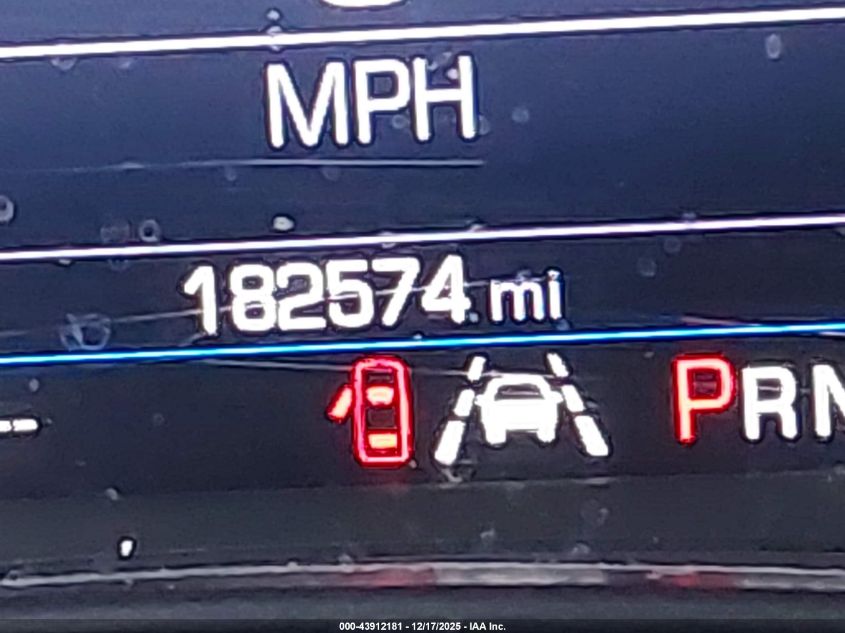 MPH
182574 mi
PRN
000-43912181 - 12/17/2025 - IAA Inc.